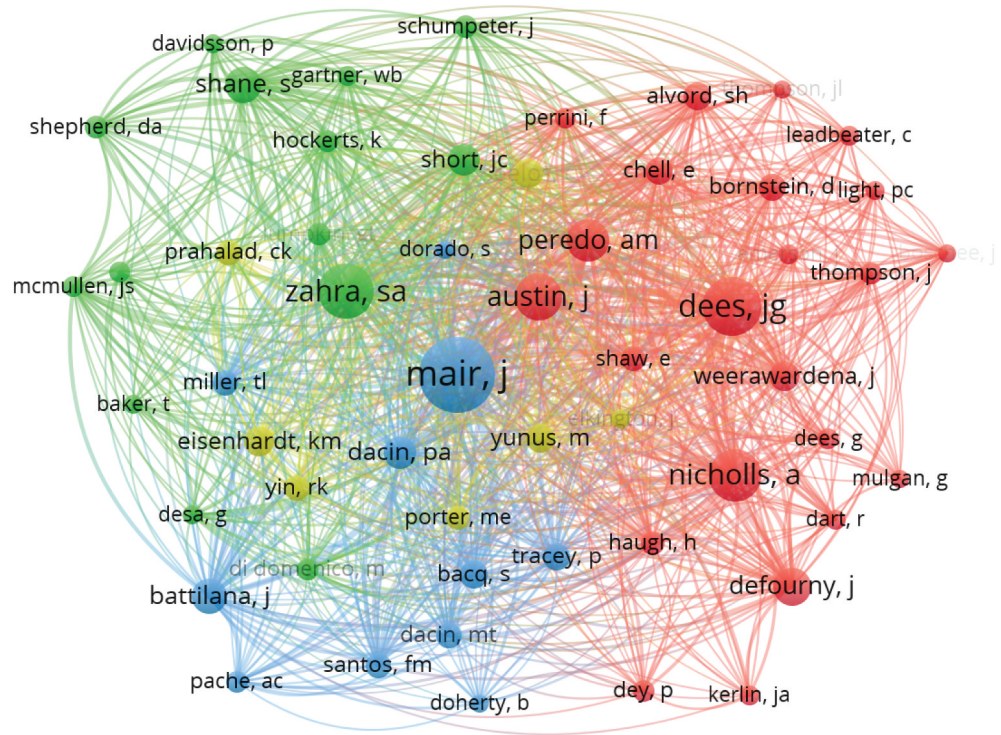 schumpeter, j
davidsson, p
gartner, wb
shane, s
alvord, sh
perrini, f
shepherd, da
leadbeater, c
hockerts, k
short, jc
chell, e
bornstein, d
light, pc
peredo, am
dorado, s
prahalad, ck
thompson, j
mcmullen, js
zahra, sa
austin, j
dees, jg
shaw, e
mair, j
weerawardena, j
miller, tl
baker, t
elkington, j
yunus, m
dees, g
eisenhardt, km
dacin, pa
nicholls, a
mulgan, g
yin, rk
porter, me
desa, g
dart, r
haugh, h
tracey, p
di domenico, m
bacq, s
defourny, j
battilana, j
dacin, mt
santos, fm
pache, ac
dey, p
kerlin, ja
doherty, b